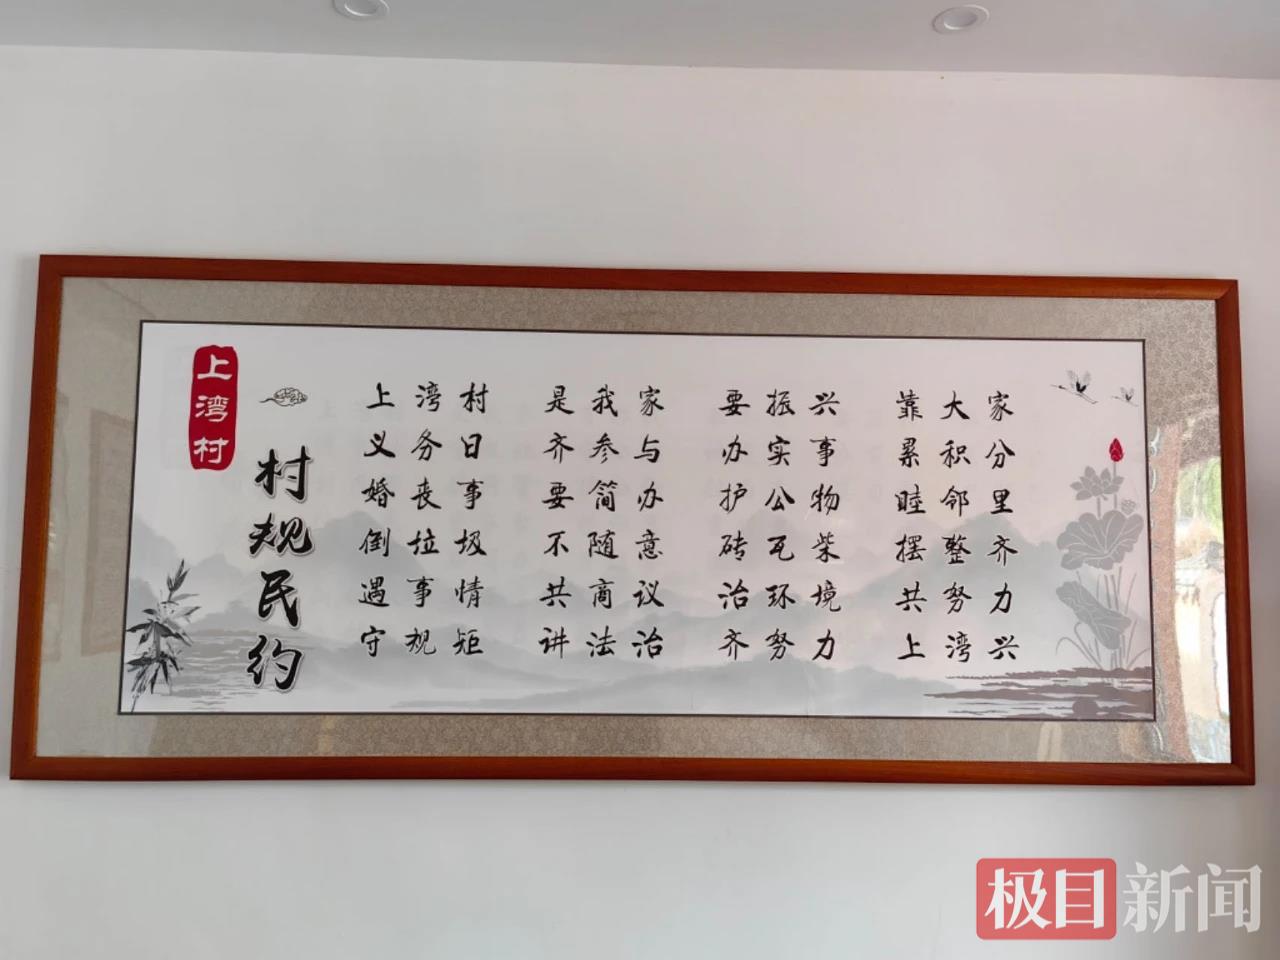 上湾村
村规民约
上湾村 是我家 要振兴 靠大家
义务日 齐参与 办实事 累积分
婚丧事 要简办 护公物 睦邻里
倒垃圾 不随意 砖瓦柴 摆整齐
遇事情 共商议 治环境 共努力
守规矩 讲法治 齐努力 上湾兴
极目新闻